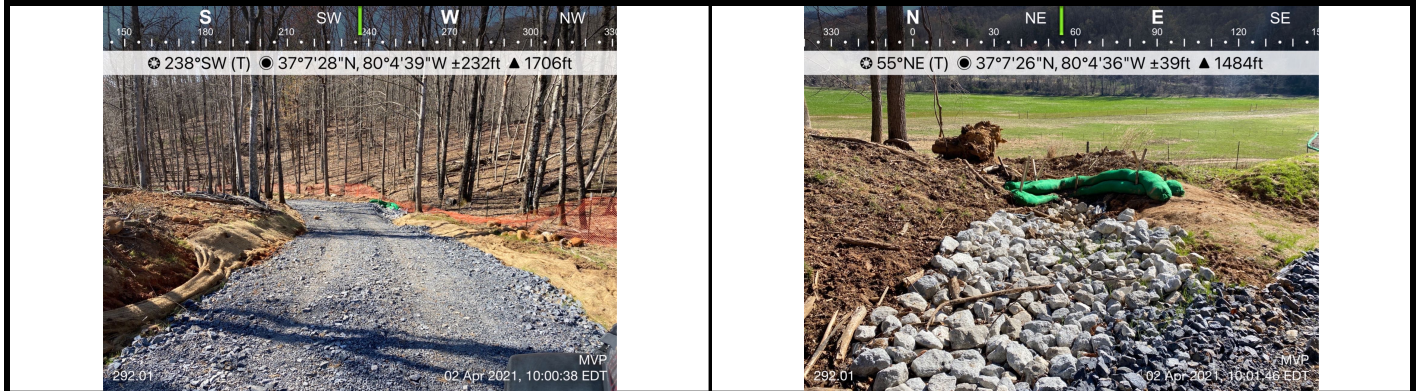 S SW W NW
150 180 210 240 270 300 330
238°SW (T) 37°7'28"N, 80°4'39"W ±232ft ▲ 1706ft
MVP
292.01 02 Apr 2021, 10:00:38 EDT
N NE E SE
330 0 30 60 90 120 15
55°NE (T) 37°7'26"N, 80°4'36"W ±39ft ▲ 1484ft
MVP
292.01 02 Apr 2021, 10:01:46 EDT